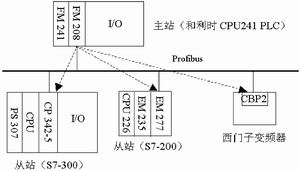 FM 241
FM 208
I/O
主站（和利时 CPU241 PLC）
Profibus
PS 307
CPU
CP 342-5
I/O
CPU 226
EM 235
EM 277
CBP2
从站（S7-300）
从站（S7-200）
西门子变频器